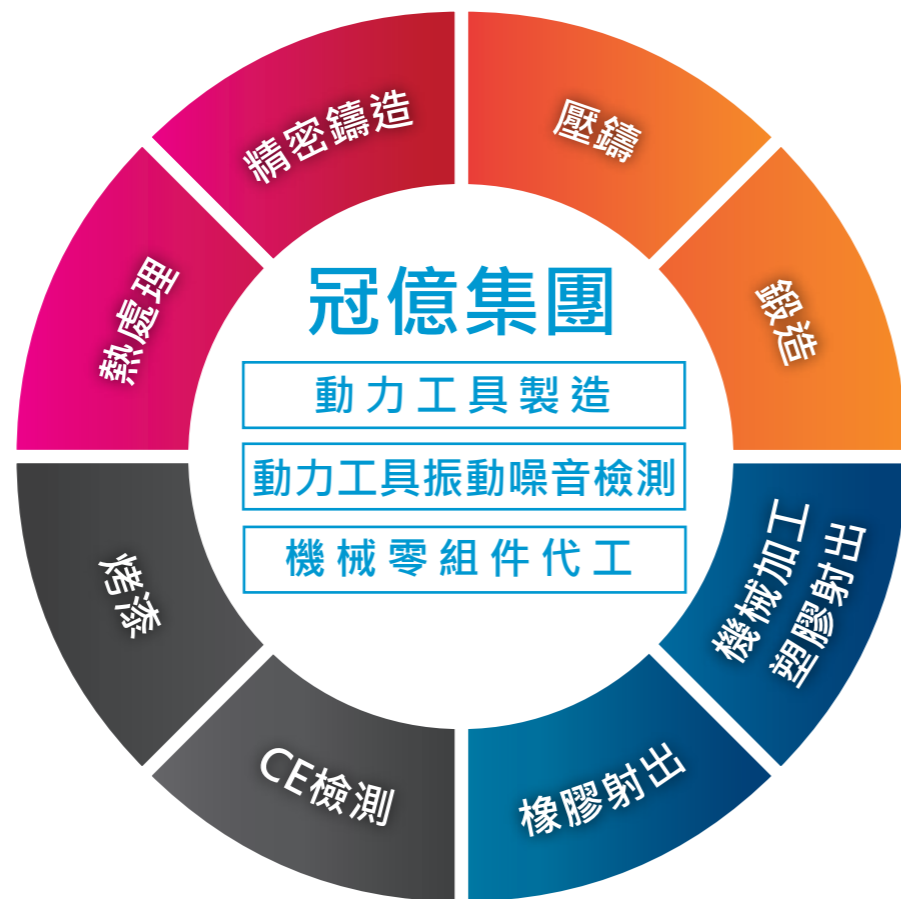 精密鑄造
壓鑄
鍛造
機械加工
塑膠射出
橡膠射出
CE檢測
烤漆
熱處理
冠億集團
動力工具製造
動力工具振動噪音檢測
機械零組件代工